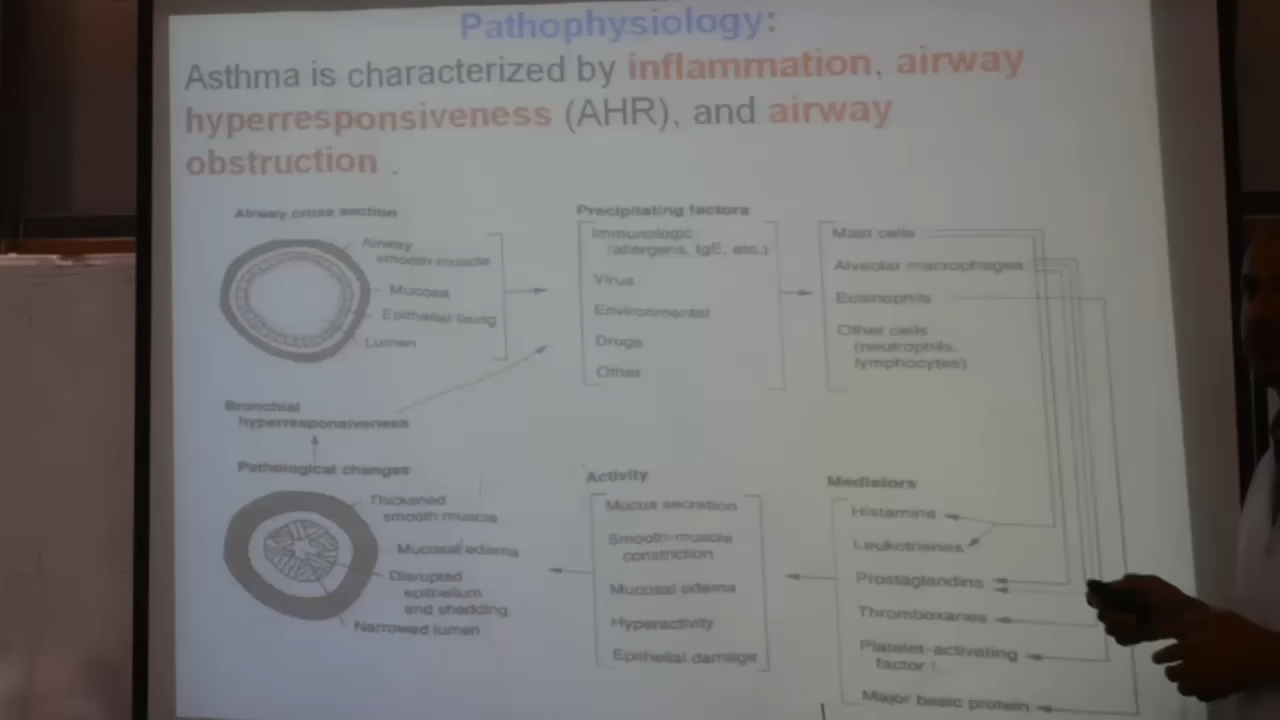 Pathophysiology:
Asthma is characterized by inflammation, airway
hyperresponsiveness (AHR), and airway
obstruction .
Airway cross section
Airway
smooth muscle
Mucosa
Epithelial lining
Lumen
Precipitating factors
Immunologic
(allergens, IgE, etc.)
Virus
Environmental
Drugs
Other
Mast cells
Alveolar macrophages
Eosinophils
Other cells
(neutrophils,
lymphocytes)
Bronchial
hyperresponsiveness
Pathological changes
Thickened
smooth muscle
Mucosal edema
Disrupted
epithelium
and shedding
Narrowed lumen
Activity
Mucus secretion
Smooth-muscle
constriction
Mucosal edema
Hyperactivity
Epithelial damage
Mediators
Histamine
Leukotrienes
Prostaglandins
Thromboxanes
Platelet-activating
factor
Major basic protein